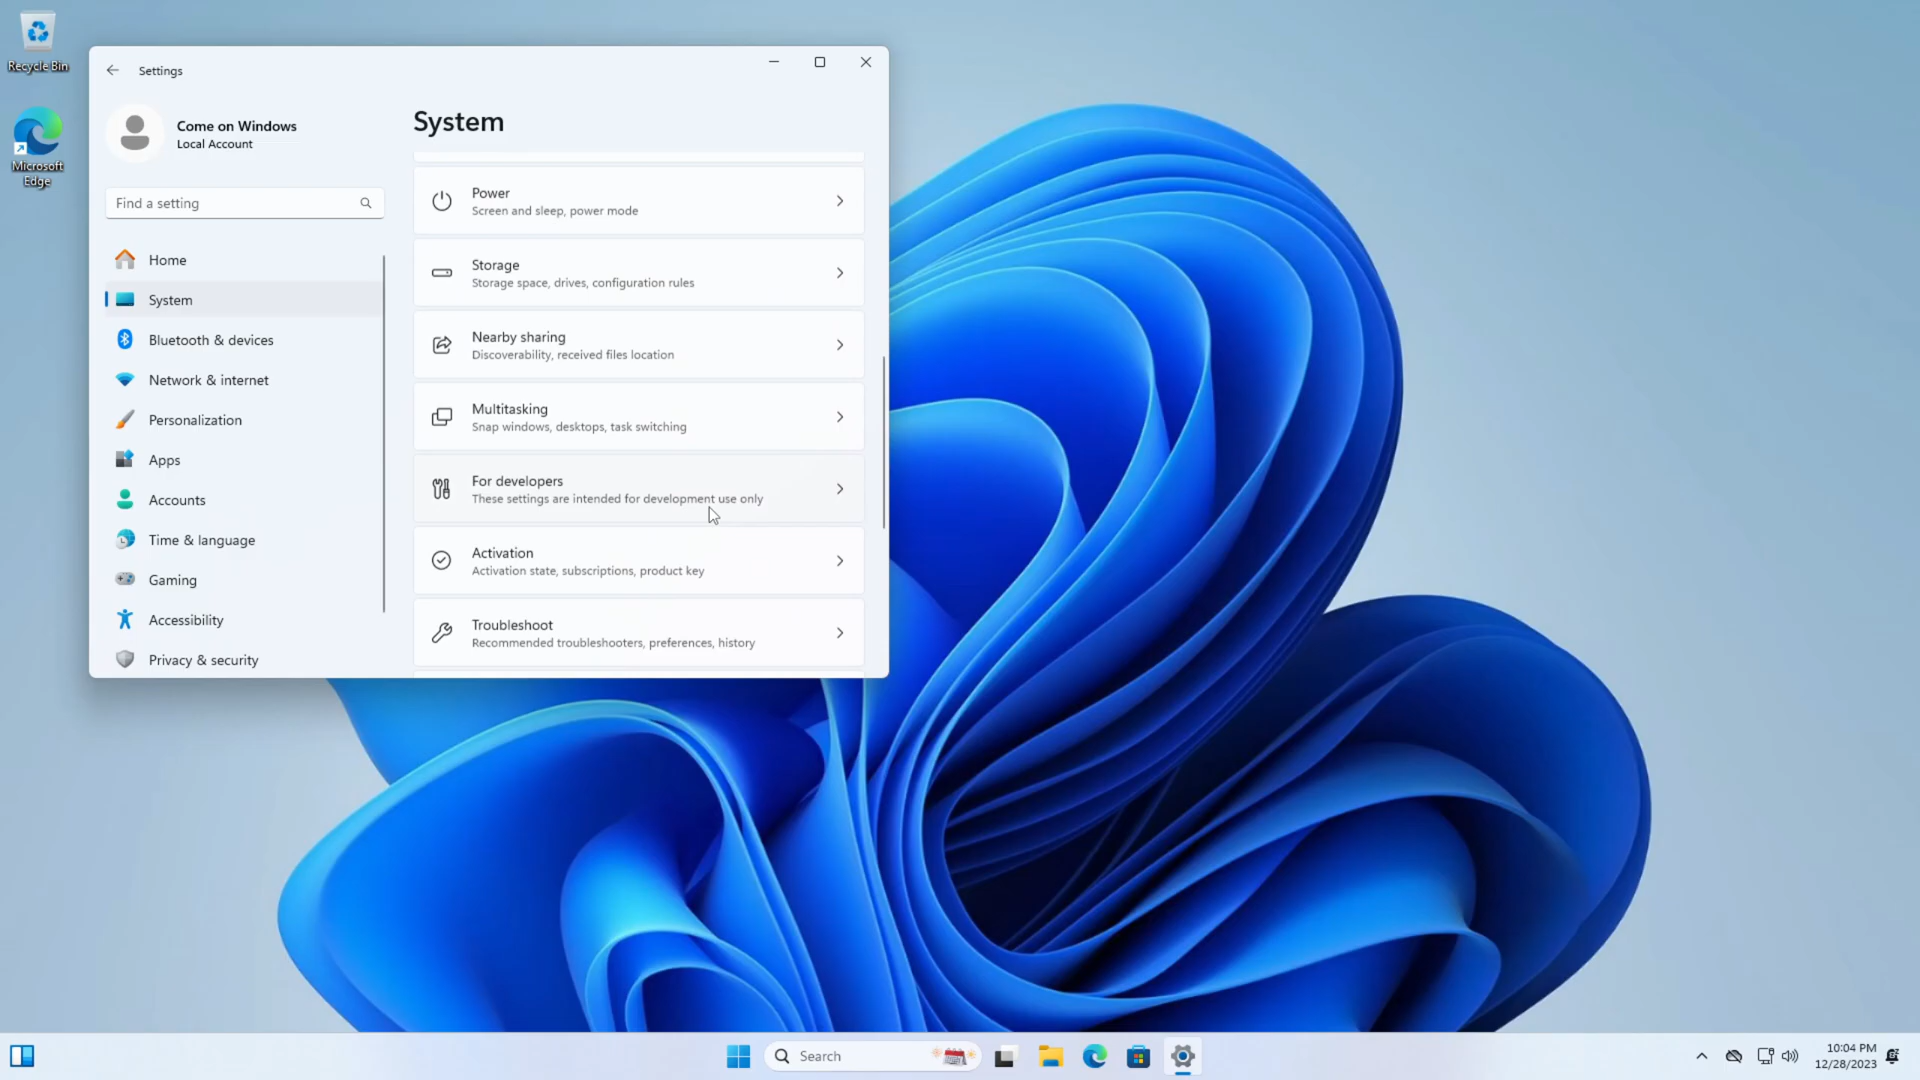 Recycle Bin
Microsoft
Edge
Settings
Come on Windows
Local Account
Find a setting
Home
System
Bluetooth & devices
Network & internet
Personalization
Apps
Accounts
Time & language
Gaming
Accessibility
Privacy & security
System
Power
Screen and sleep, power mode
Storage
Storage space, drives, configuration rules
Nearby sharing
Discoverability, received files location
Multitasking
Snap windows, desktops, task switching
For developers
These settings are intended for development use only
Activation
Activation state, subscriptions, product key
Troubleshoot
Recommended troubleshooters, preferences, history
Search
10:04 PM
12/28/2023